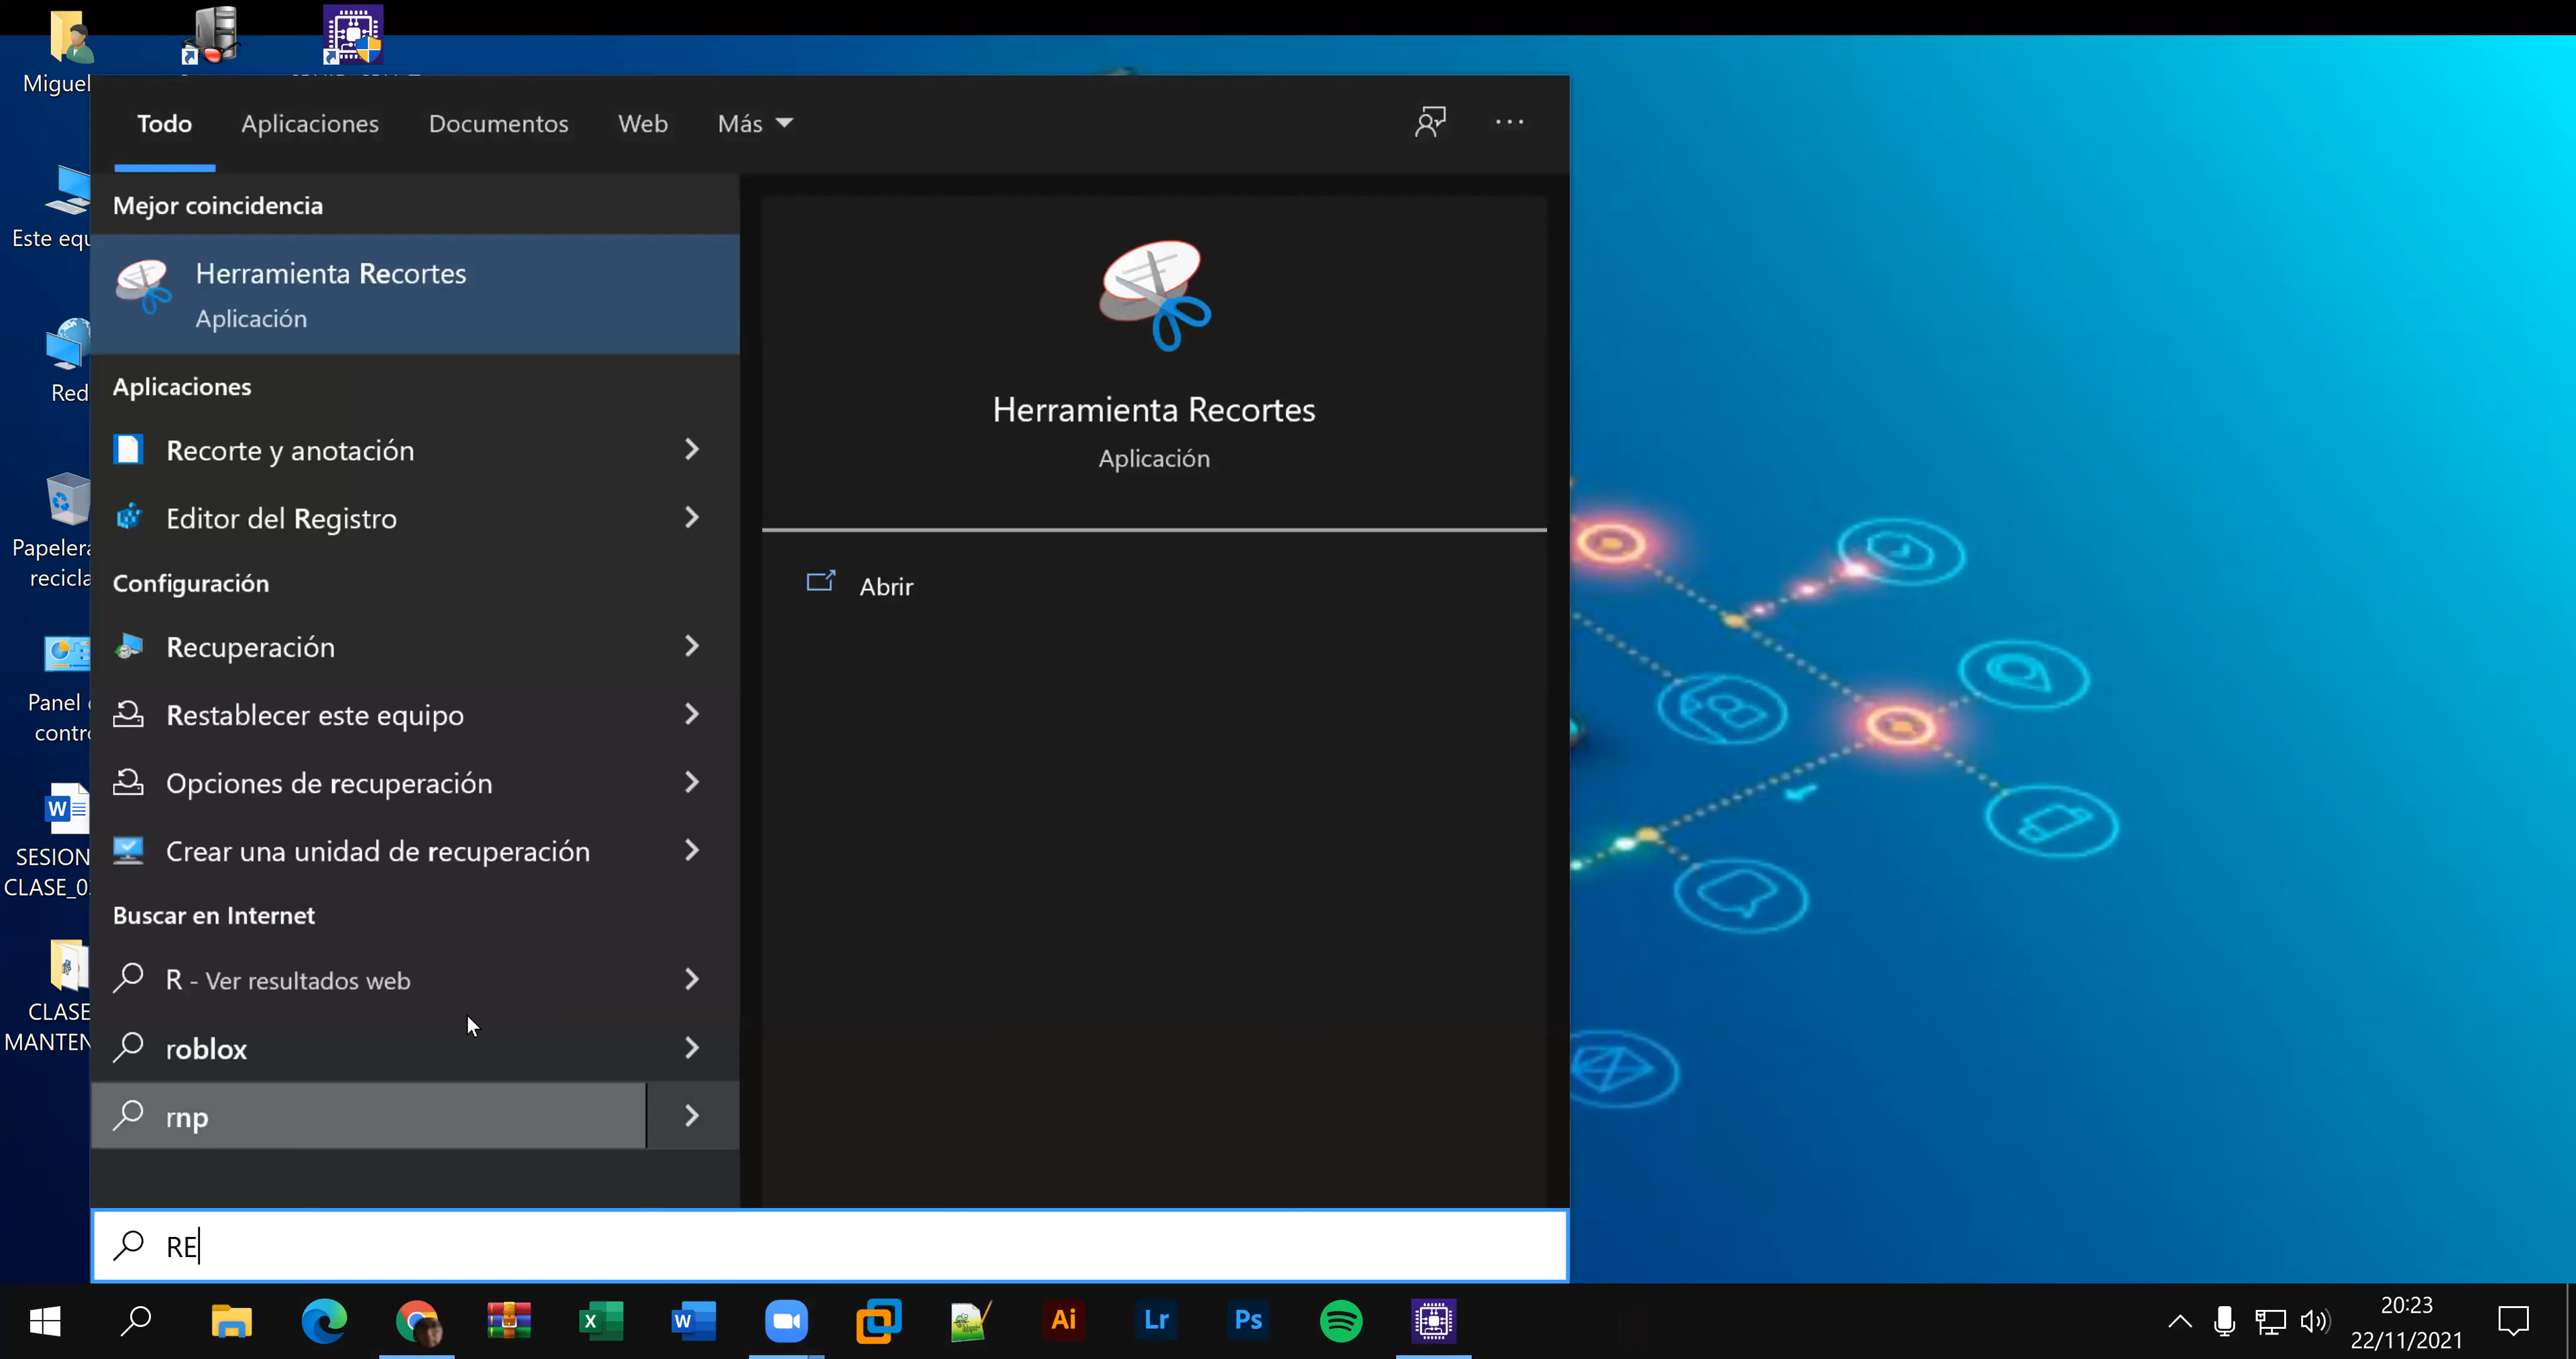 Miguel
Todo
Aplicaciones
Documentos
Web
Más
Mejor coincidencia
Herramienta Recortes
Aplicación
Aplicaciones
Recorte y anotación
Editor del Registro
Configuración
Recuperación
Restablecer este equipo
Opciones de recuperación
Crear una unidad de recuperación
Buscar en Internet
R - Ver resultados web
roblox
rnp
RE
Herramienta Recortes
Aplicación
Abrir
Este equ
Red
Papelera
recicla
Panel
contro
SESION
CLASE_0
CLASE
MANTEN
Ai
Lr
Ps
20:23
22/11/2021